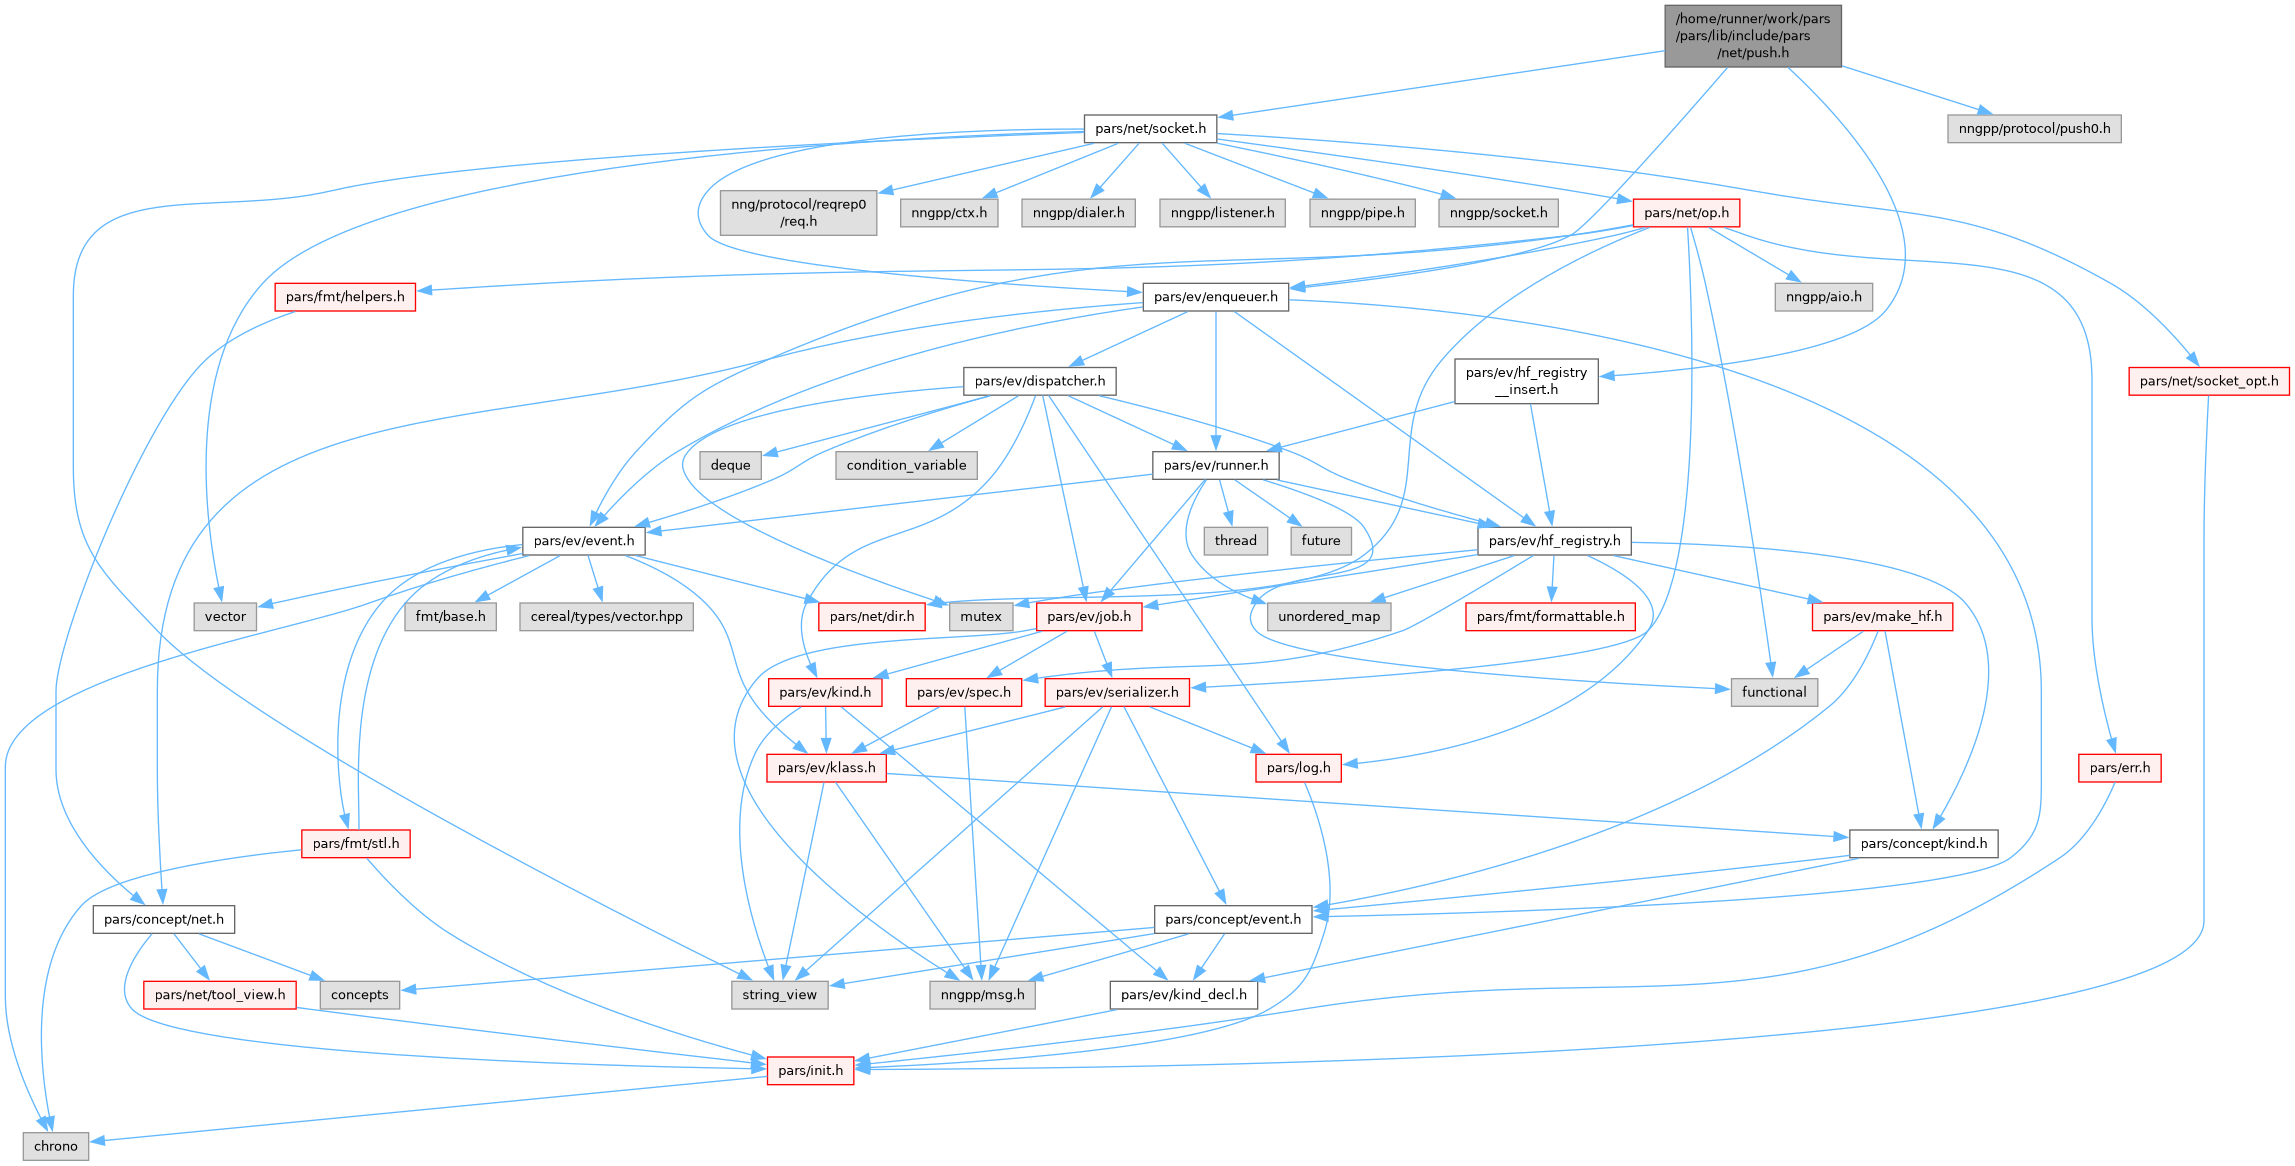 /home/runner/work/pars
/pars/lib/include/pars
/net/push.h
pars/net/socket.h
nngpp/protocol/push0.h
nng/protocol/reqrep0
/req.h
nngpp/ctx.h
nngpp/dialer.h
nngpp/listener.h
nngpp/pipe.h
nngpp/socket.h
pars/net/op.h
pars/fmt/helpers.h
pars/ev/enqueuer.h
nngpp/aio.h
pars/ev/dispatcher.h
pars/ev/hf_registry
__insert.h
pars/net/socket_opt.h
deque
condition_variable
pars/ev/runner.h
pars/ev/event.h
thread
future
pars/ev/hf_registry.h
vector
fmt/base.h
cereal/types/vector.hpp
pars/net/dir.h
mutex
pars/ev/job.h
unordered_map
pars/fmt/formattable.h
pars/ev/make_hf.h
pars/ev/kind.h
pars/ev/spec.h
pars/ev/serializer.h
functional
pars/ev/klass.h
pars/log.h
pars/err.h
pars/fmt/stl.h
pars/concept/kind.h
pars/concept/net.h
pars/concept/event.h
pars/net/tool_view.h
concepts
string_view
nngpp/msg.h
pars/ev/kind_decl.h
pars/init.h
chrono